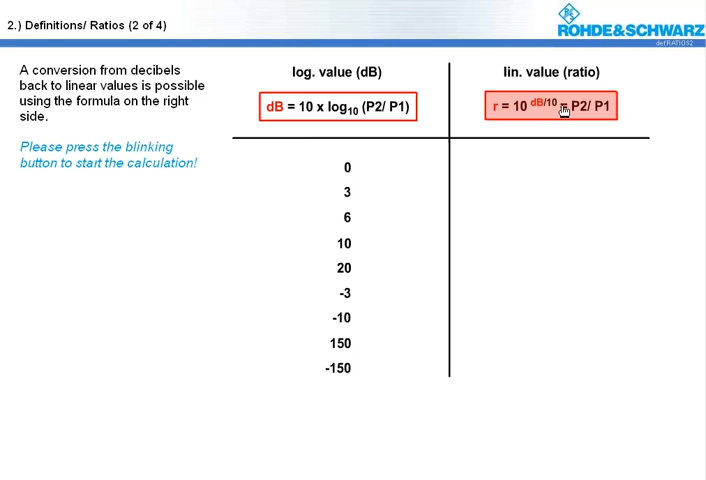 2.) Definitions/ Ratios (2 of 4)
ROHDE&SCHWARZ
defRATIOS2
A conversion from decibels
back to linear values is possible
using the formula on the right
side.
Please press the blinking
button to start the calculation!
log. value (dB)
lin. value (ratio)
dB = 10 x log10 (P2/ P1)
r = 10 dB/10 = P2/ P1
0
3
6
10
20
-3
-10
150
-150